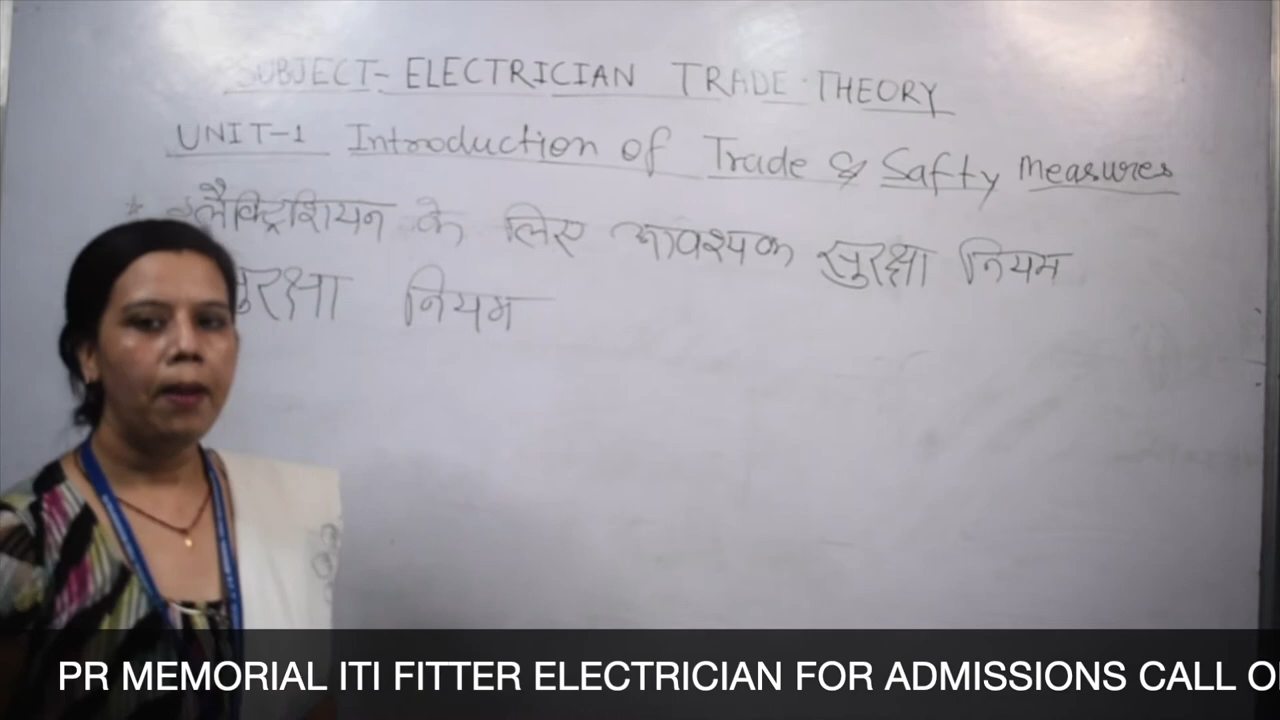 SUBJECT- ELECTRICIAN TRADE THEORY
UNIT-1 Introduction of Trade & Safty Measures
* इलैक्ट्रिशियन के लिए आवश्यक सुरक्षा नियम
सुरक्षा नियम
PR MEMORIAL ITI FITTER ELECTRICIAN FOR ADMISSIONS CALL